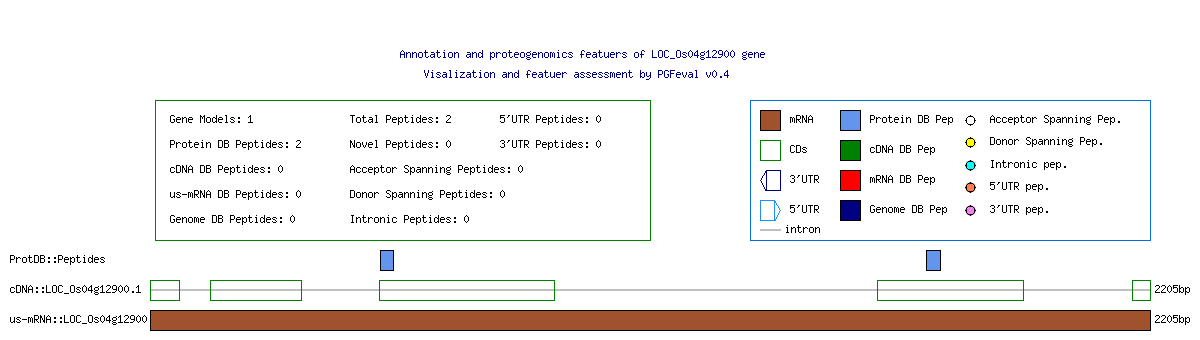 Annotation and proteogenomics featuers of LOC_Os04g12900 gene
Visalization and featuer assessment by PGFeval v0.4
Gene Models: 1 Total Peptides: 2 5'UTR Peptides: 0
Protein DB Peptides: 2 Novel Peptides: 0 3'UTR Peptides: 0
cDNA DB Peptides: 0 Acceptor Spanning Peptides: 0
us-mRNA DB Peptides: 0 Donor Spanning Peptides: 0
Genome DB Peptides: 0 Intronic Peptides: 0
mRNA Protein DB Pep Acceptor Spanning Pep.
CDs cDNA DB Pep Donor Spanning Pep.
3'UTR mRNA DB Pep Intronic pep.
5'UTR Genome DB Pep 5'UTR pep.
intron 3'UTR pep.
ProtDB::Peptides
cDNA::LOC_Os04g12900.1 2205bp
us-mRNA::LOC_Os04g12900 2205bp